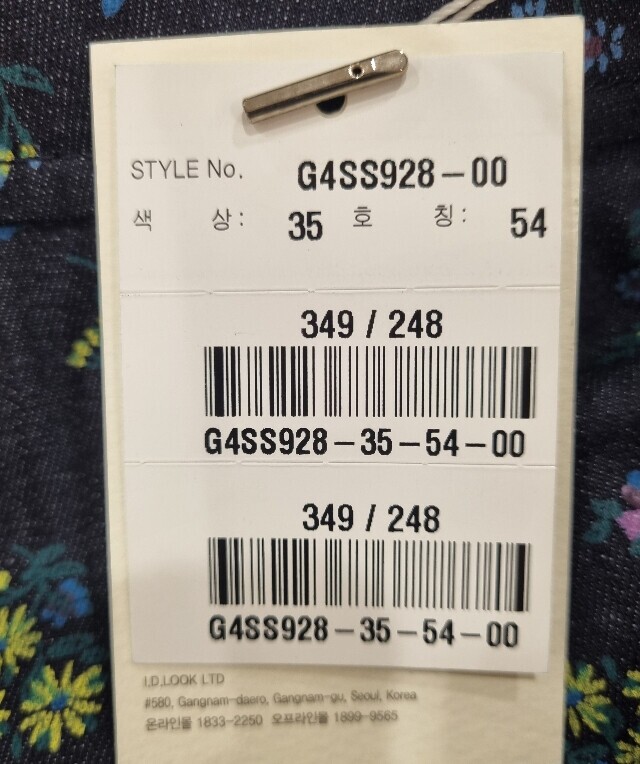 STYLE No. G4SS928-00
색 상: 35 호 칭: 54
349 / 248
G4SS928-35-54-00
349 / 248
G4SS928-35-54-00
I.D.LOOK LTD
#580, Gangnam-daero, Gangnam-gu, Seoul, Korea
온라인몰 1833-2250 오프라인몰 1899-9565